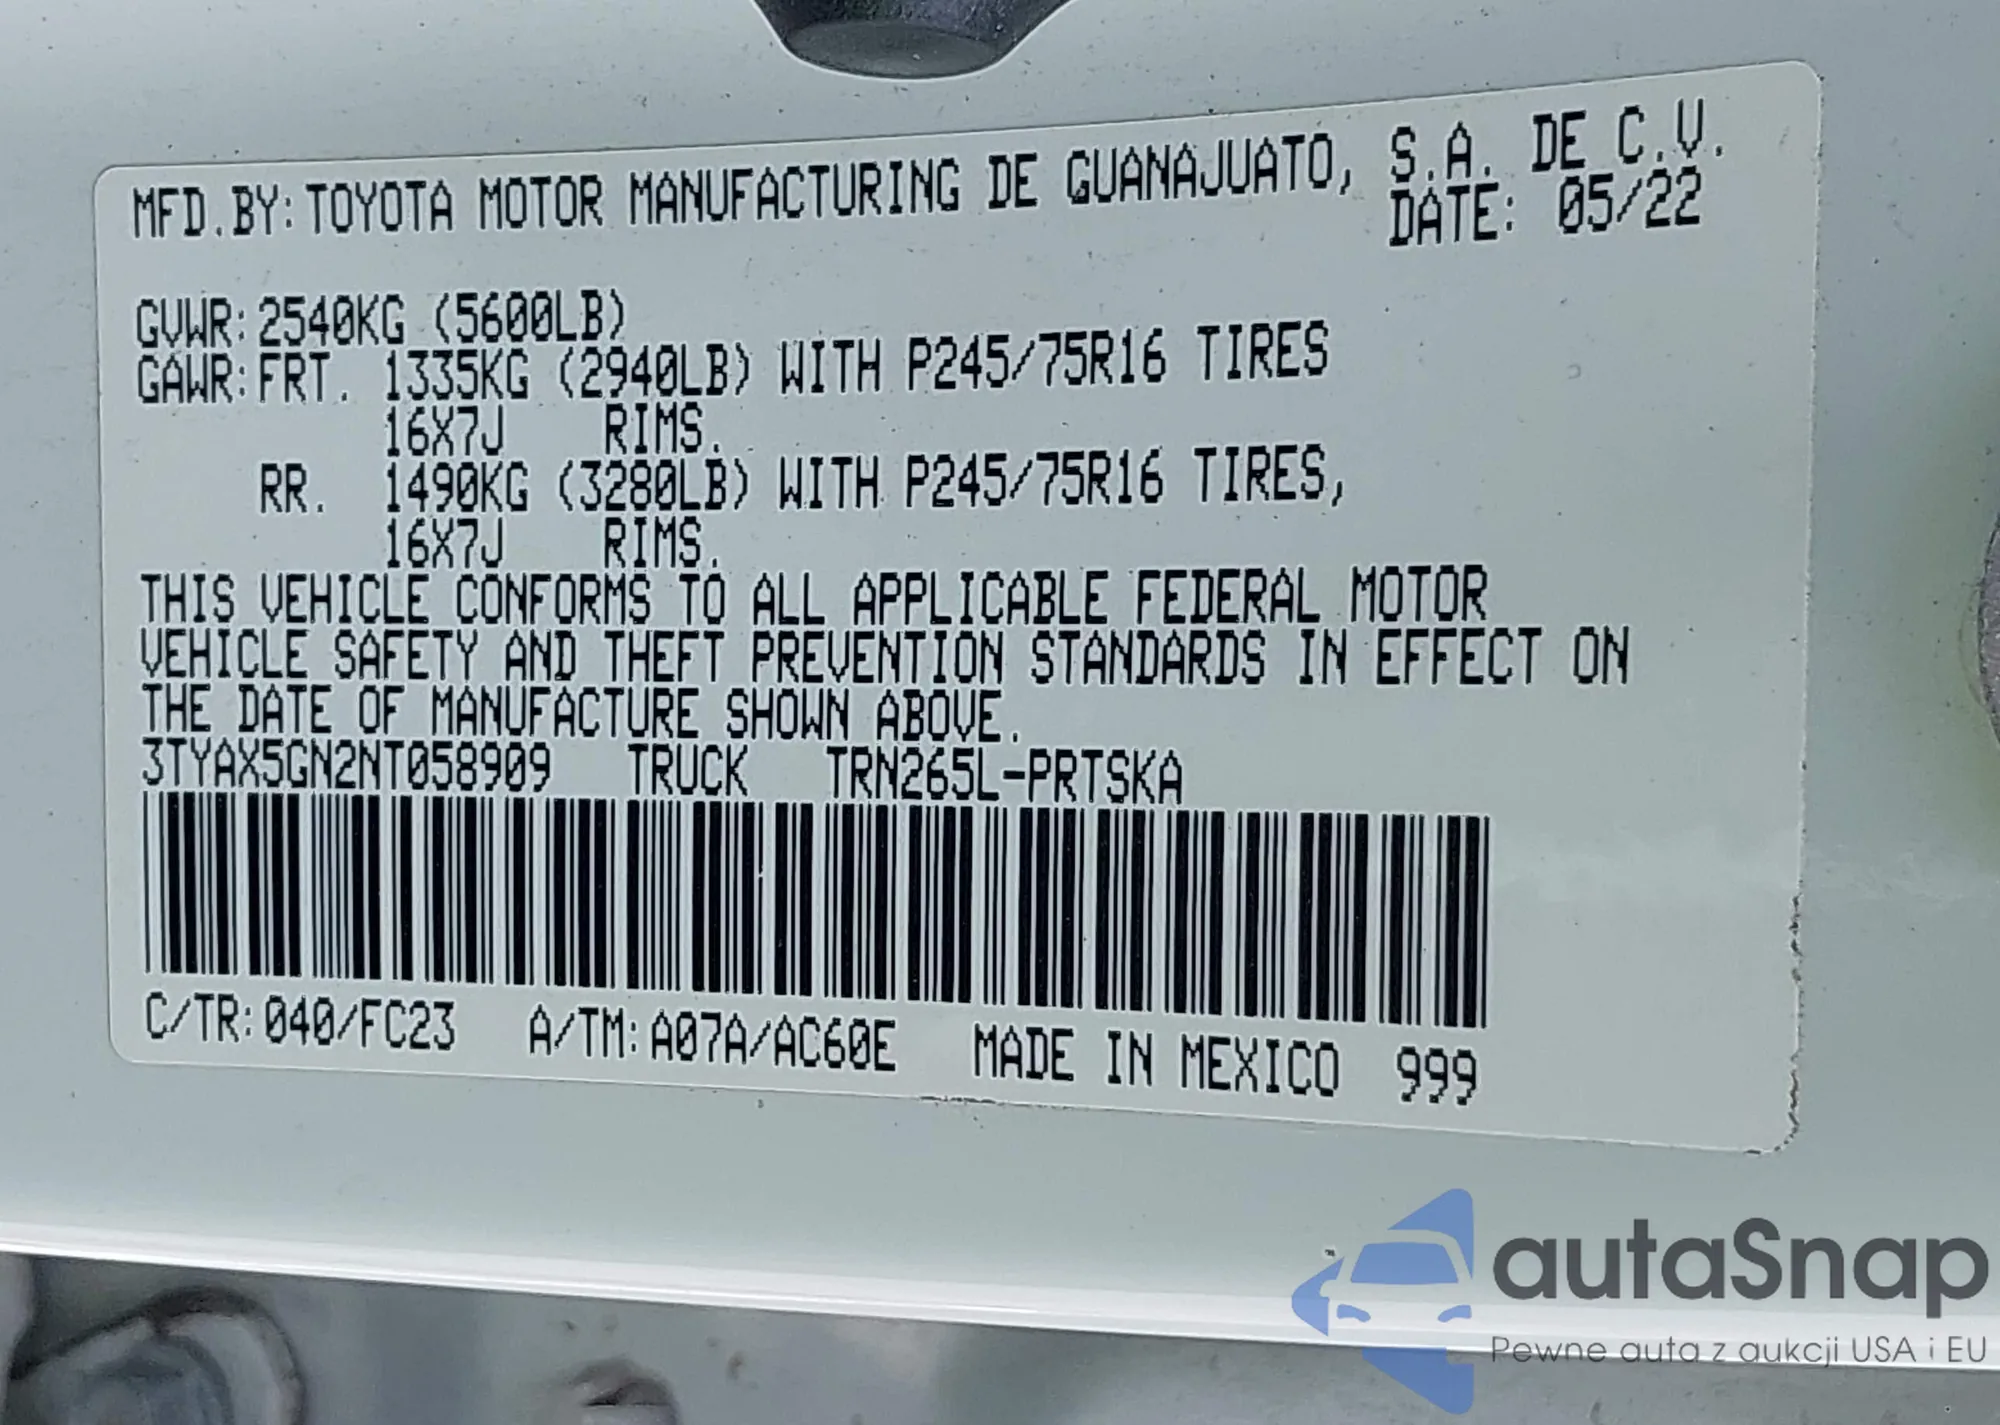 MFD.BY:TOYOTA MOTOR MANUFACTURING DE GUANAJUATO, S.A. DE C.V.
DATE: 05/22
GVWR:2540KG (5600LB)
GAWR:FRT. 1335KG (2940LB) WITH P245/75R16 TIRES
16X7J RIMS.
RR. 1490KG (3280LB) WITH P245/75R16 TIRES,
16X7J RIMS.
THIS VEHICLE CONFORMS TO ALL APPLICABLE FEDERAL MOTOR
VEHICLE SAFETY AND THEFT PREVENTION STANDARDS IN EFFECT ON
THE DATE OF MANUFACTURE SHOWN ABOVE.
3TYAX5GN2NT058909 TRUCK TRN265L-PRTSKA
C/TR:040/FC23 A/TM:A07A/AC60E MADE IN MEXICO 999
autaSnap
Pewne auta z aukcji USA i EU